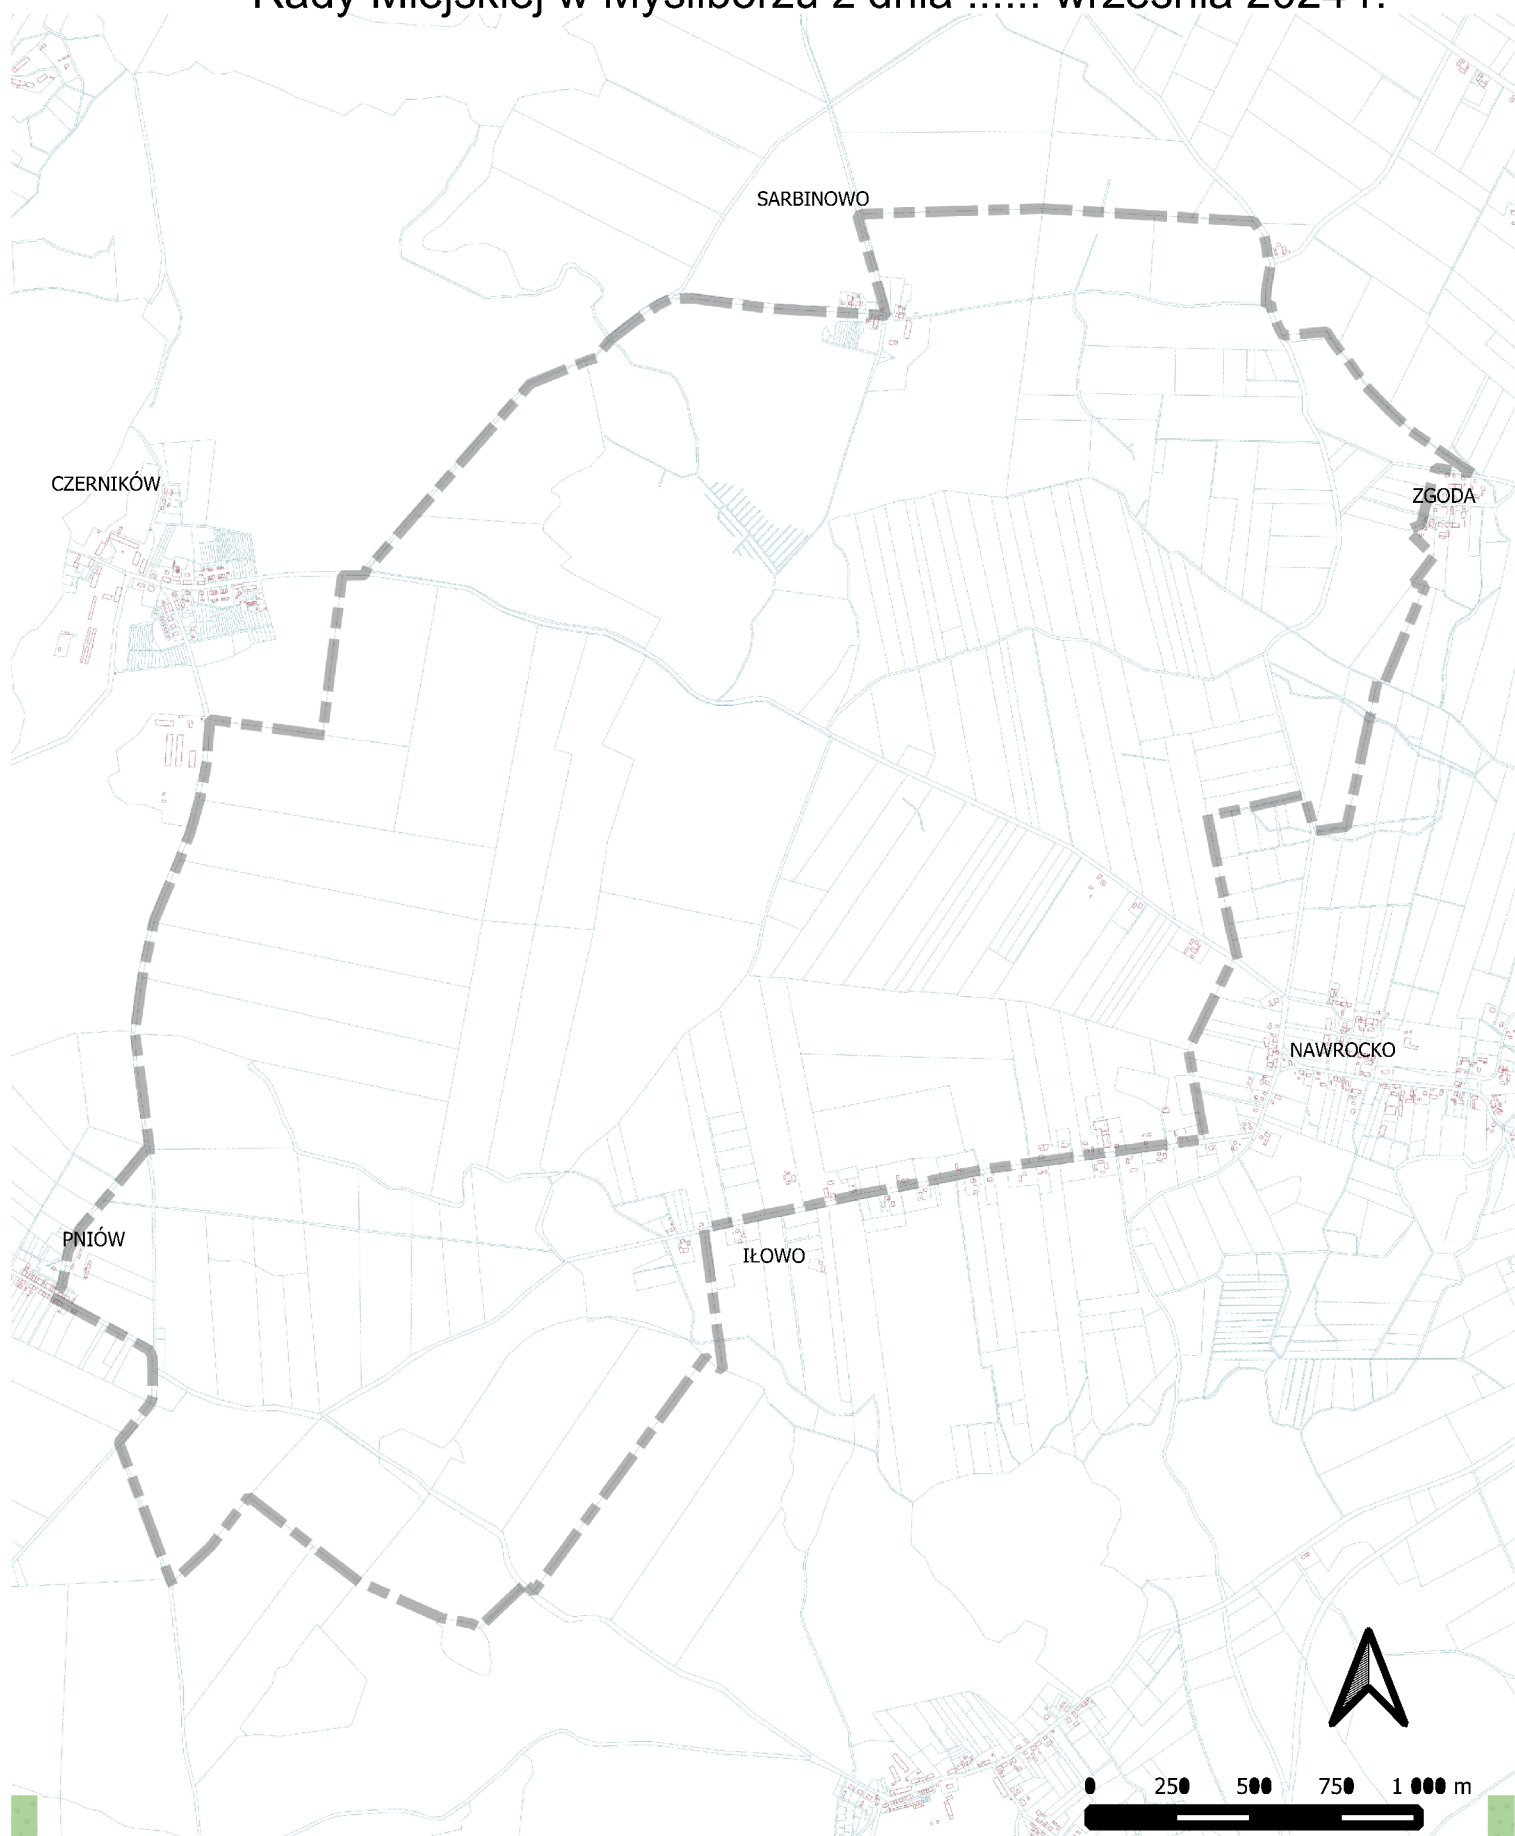 Rady Miejskiej w Myśliborzu z dnia ...... września 2024 r.
SARBINOWO
CZERNIKÓW
ZGODA
NAWROCKO
PNIÓW
IŁOWO
0 250 500 750 1 000 m